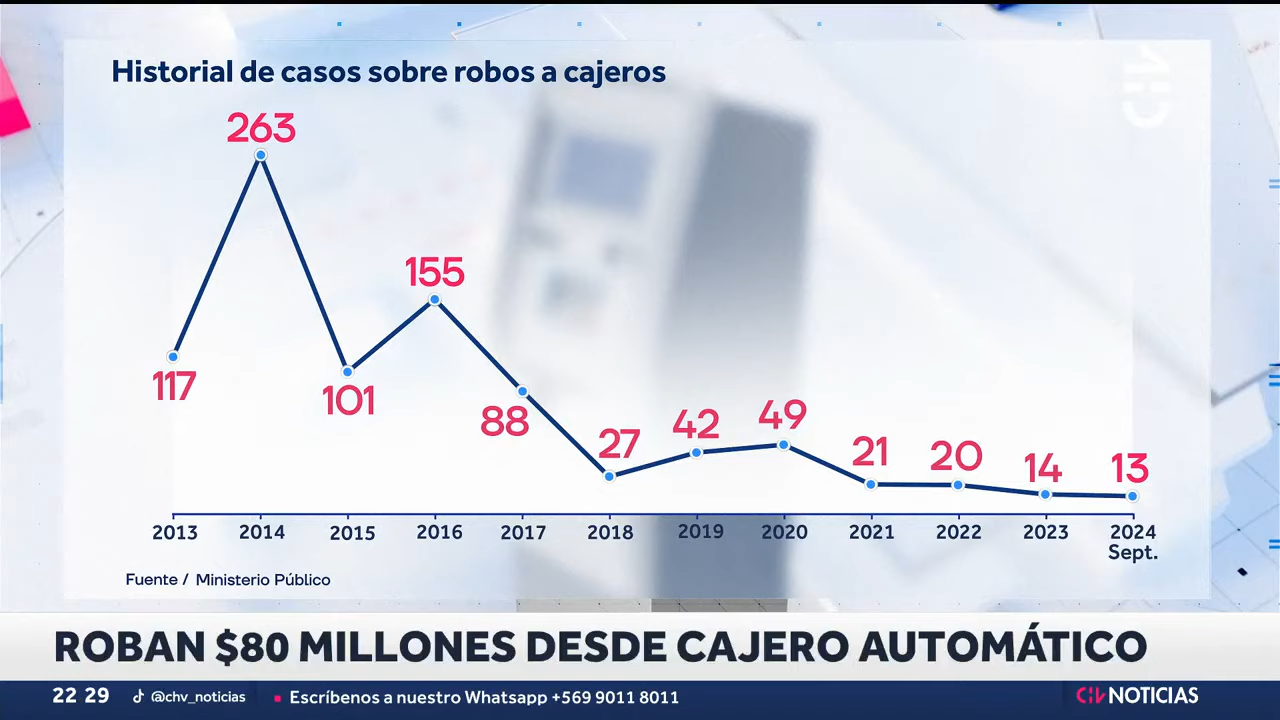 Historial de casos sobre robos a cajeros
CHV
263
155
117
101
88
27
42
49
21
20
14
13
2013 2014 2015 2016 2017 2018 2019 2020 2021 2022 2023 2024
Sept.
Fuente / Ministerio Público
ROBAN $80 MILLONES DESDE CAJERO AUTOMÁTICO
22 29 @chv_noticias Escríbenos a nuestro Whatsapp +569 9011 8011 CHV NOTICIAS